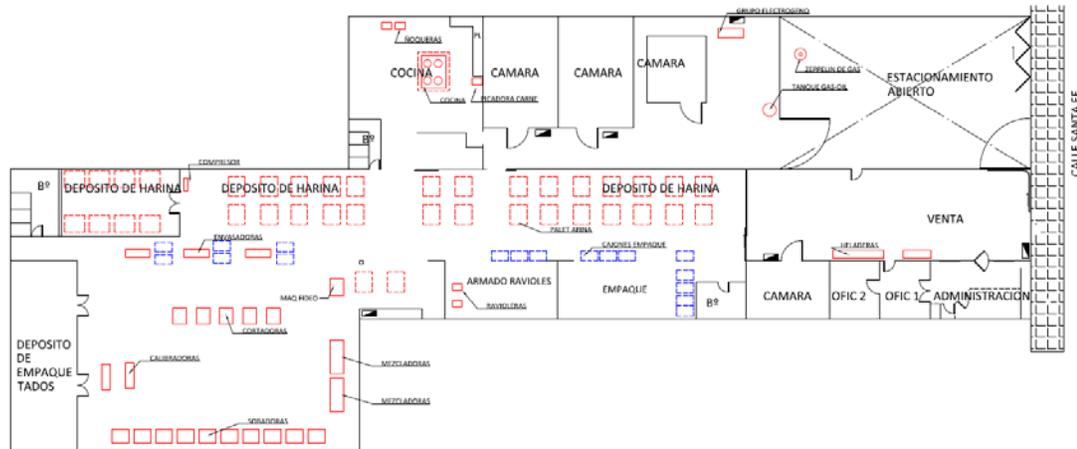 GRUPO ELECTROGENO
ÑOQUERAS
PL
COCINA
CAMARA
CAMARA
CAMARA
ZEPPELIN DE GAS
ESTACIONAMIENTO
ABIERTO
TANQUE GAS-OIL
COCINA
PICADORA CARNE
CALLE SANTA FE
Bº
COMPRESOR
Bº
DEPOSITO DE HARINA
DEPOSITO DE HARINA
DEPOSITO DE HARINA
VENTA
PALET ARINA
ENVASADORAS
CAJONES EMPAQUE
HELADERAS
ARMADO RAVIOLES
EMPAQUE
MAQ FIDEO
RAVIOLERAS
Bº
CAMARA
OFIC 2
OFIC 1
ADMINISTRACION
CORTADORAS
DEPOSITO
DE
EMPAQUE
TADOS
CALIBRADORAS
MEZCLADORAS
MEZCLADORAS
SOBADORAS